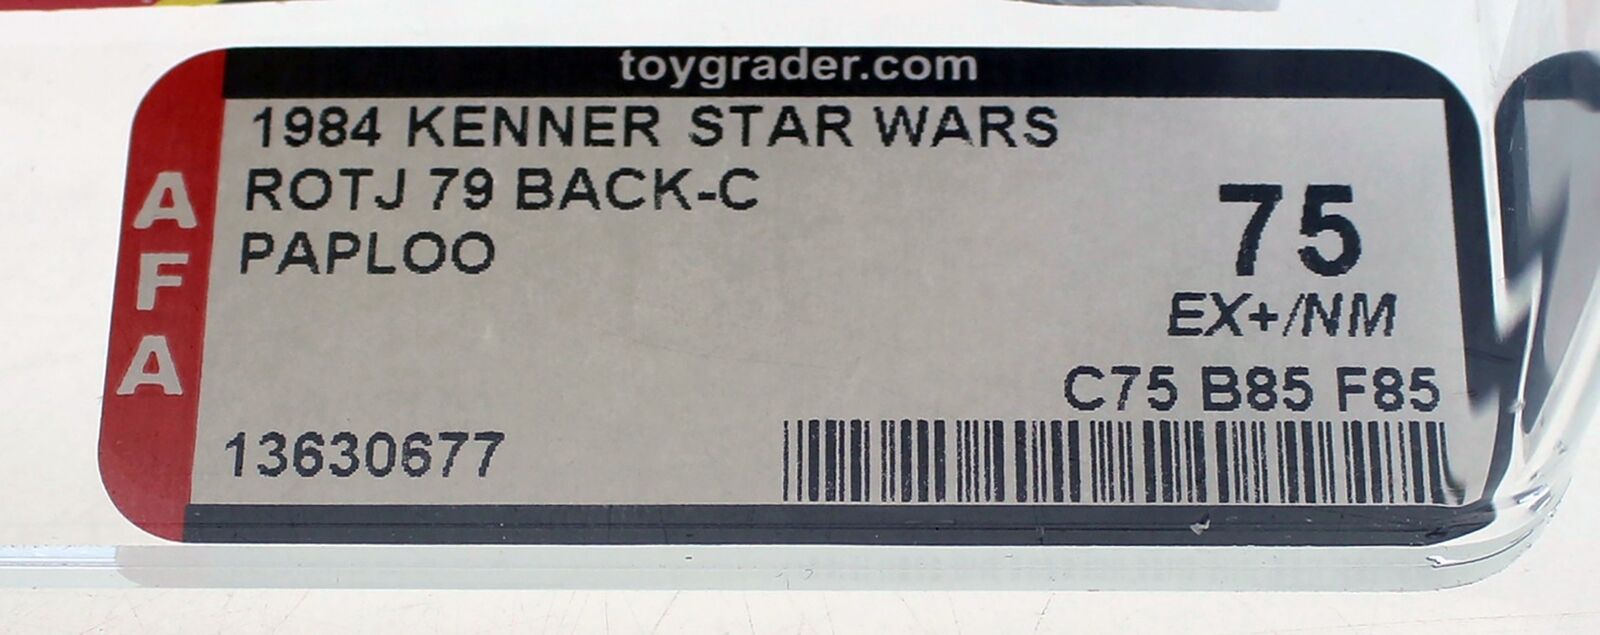 toygrader.com
AFA
1984 KENNER STAR WARS
ROTJ 79 BACK-C
PAPLOO
75
EX+/NM
C75 B85 F85
13630677